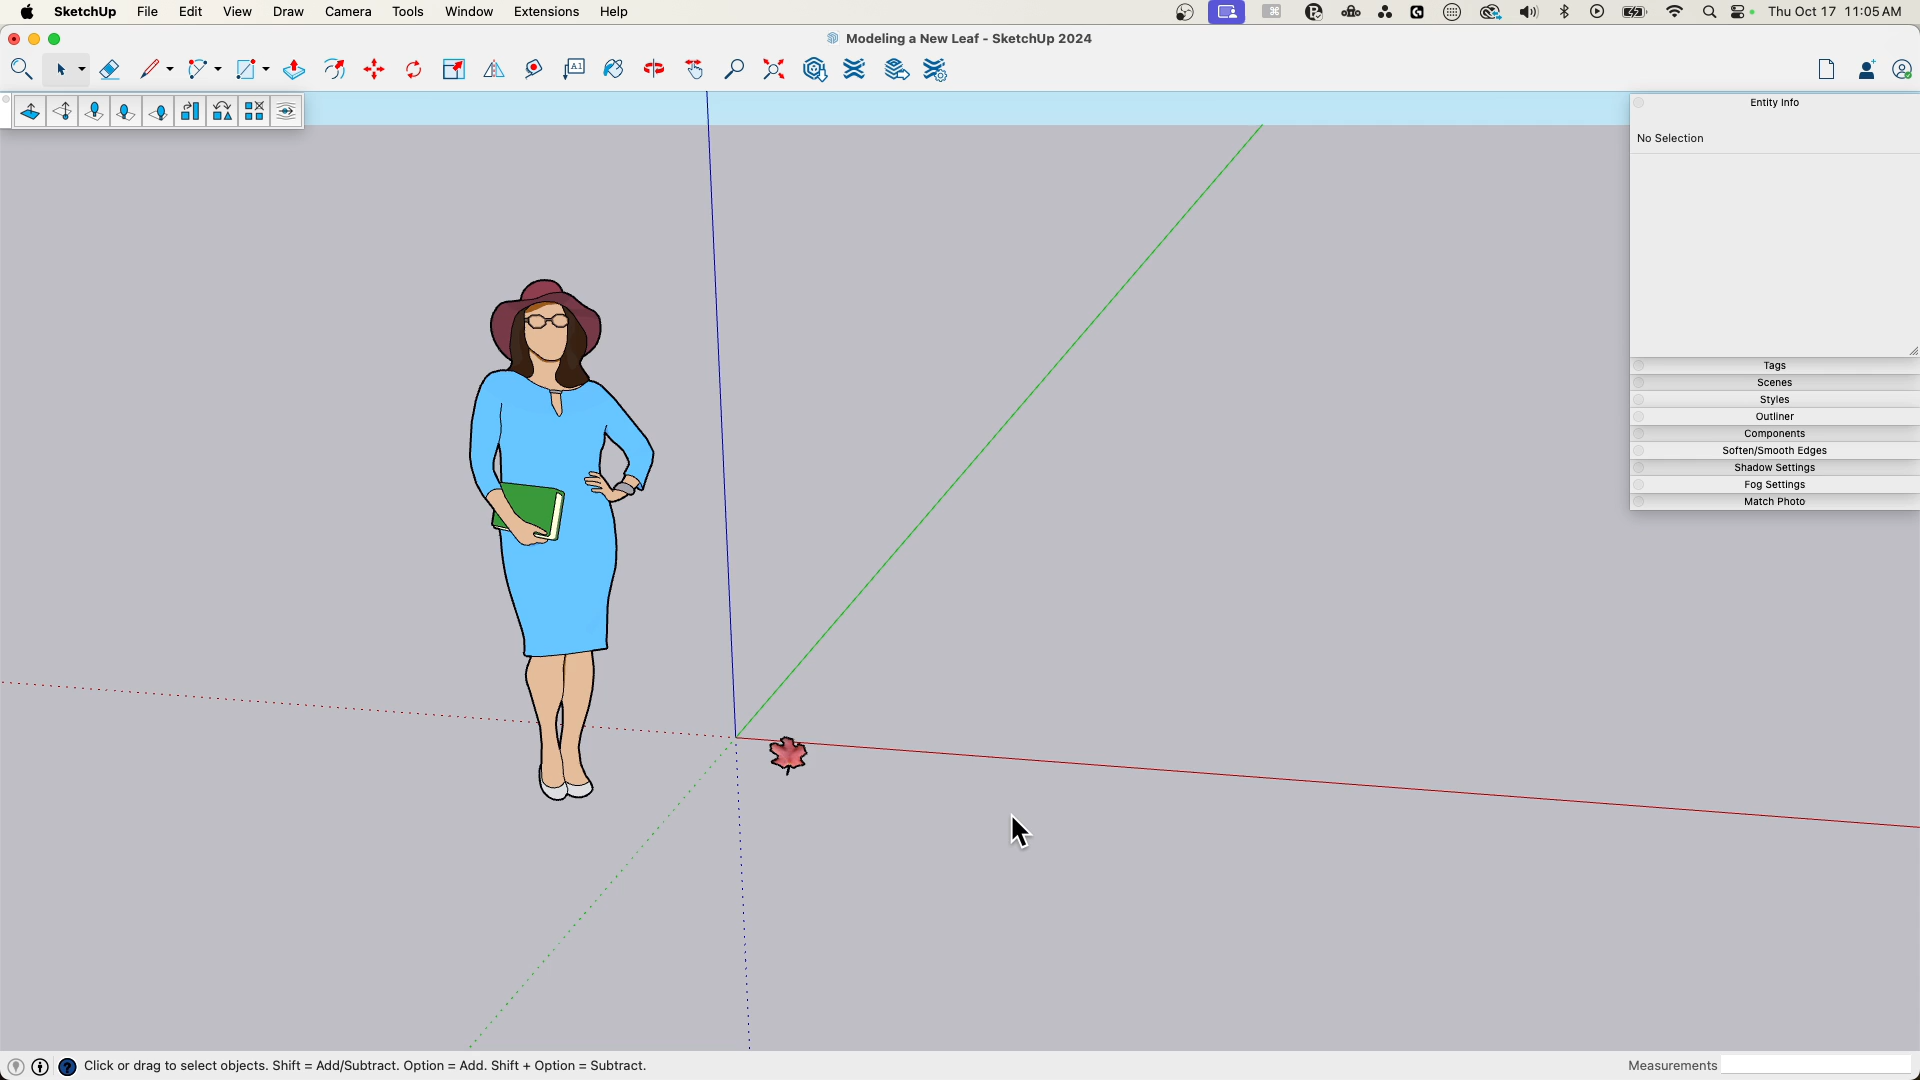 SketchUp File Edit View Draw Camera Tools Window Extensions Help Thu Oct 17 11:05 AM
Modeling a New Leaf - SketchUp 2024
A1
Entity Info
No Selection
Tags
Scenes
Styles
Outliner
Components
Soften/Smooth Edges
Shadow Settings
Fog Settings
Match Photo
Click or drag to select objects. Shift = Add/Subtract. Option = Add. Shift + Option = Subtract.
Measurements